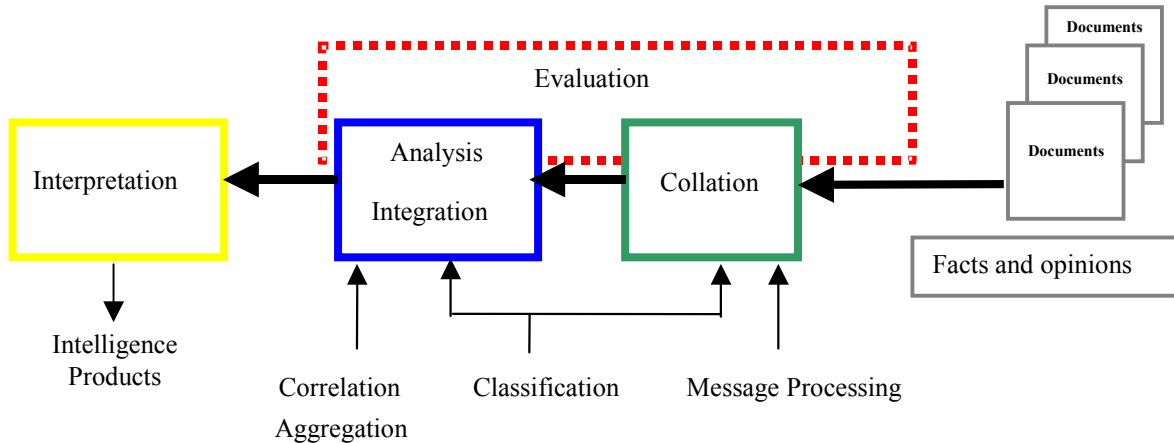 Documents
Documents
Documents
Evaluation
Interpretation
Analysis
Integration
Collation
Facts and opinions
Intelligence
Products
Correlation
Aggregation
Classification
Message Processing